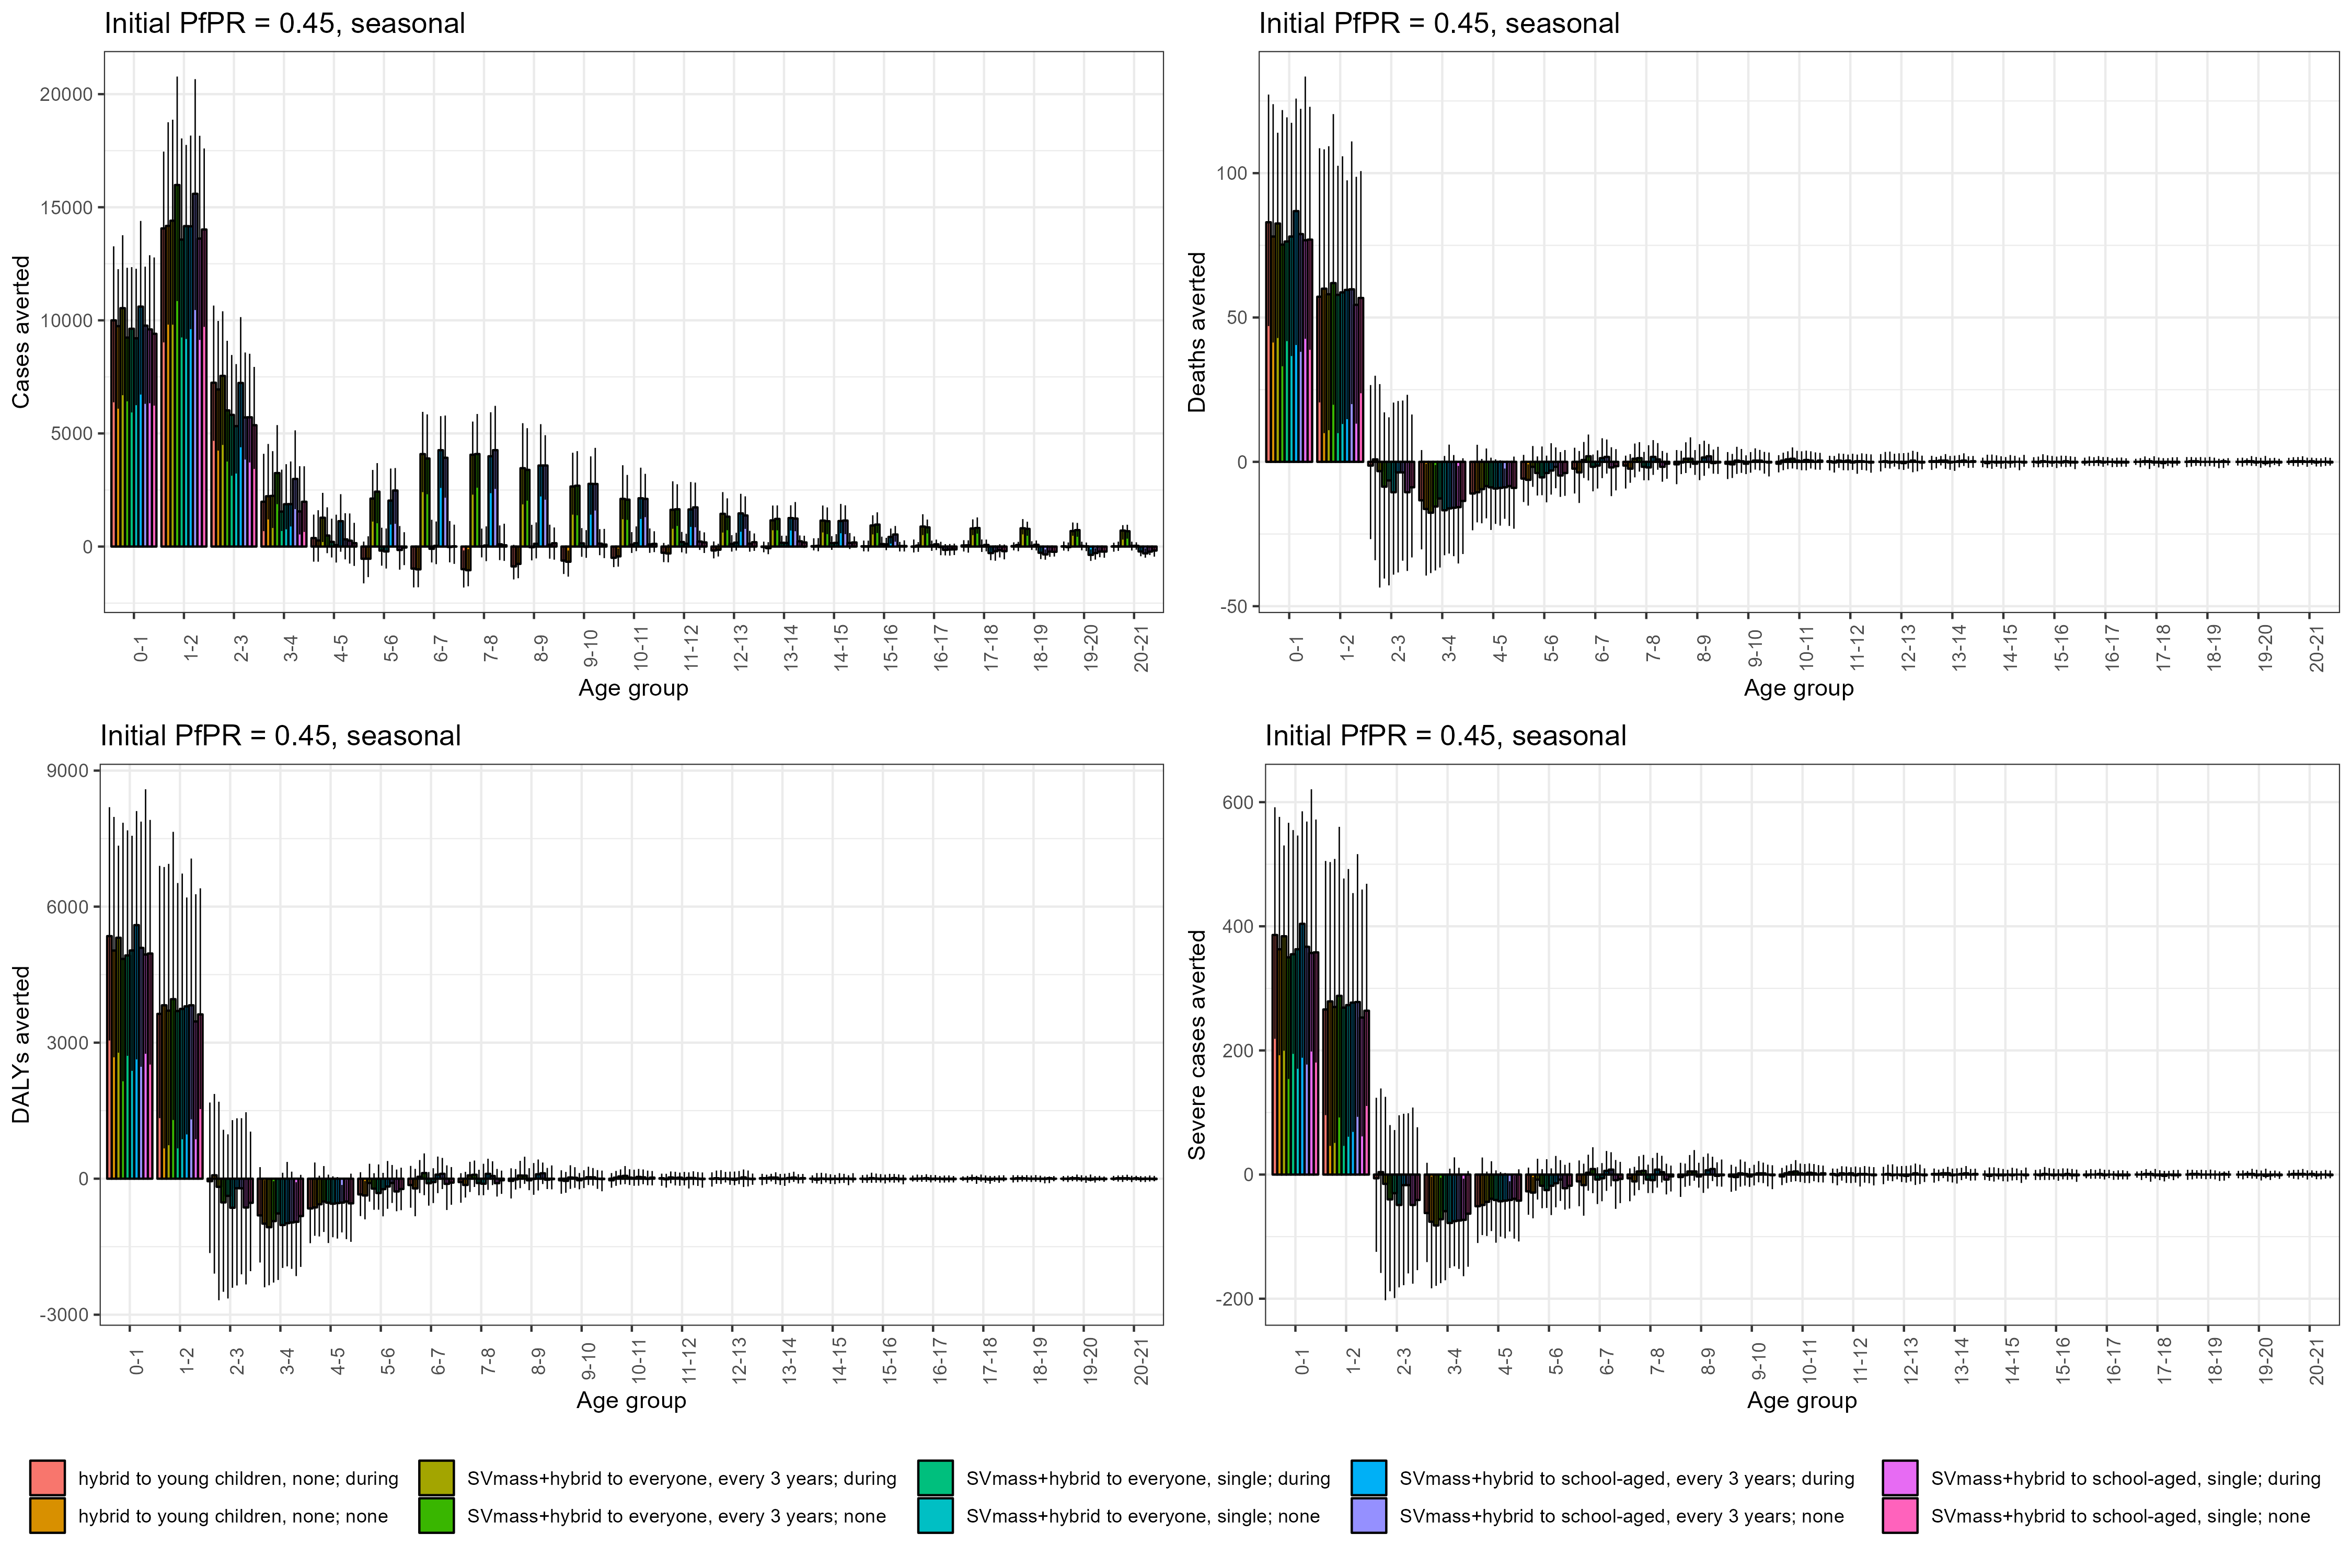 Initial PfPR = 0.45, seasonal
Cases averted
20000
15000
10000
5000
0
0-1 1-2 2-3 3-4 4-5 5-6 6-7 7-8 8-9 9-10 10-11 11-12 12-13 13-14 14-15 15-16 16-17 17-18 18-19 19-20 20-21
Age group
Initial PfPR = 0.45, seasonal
Deaths averted
100
50
0
-50
0-1 1-2 2-3 3-4 4-5 5-6 6-7 7-8 8-9 9-10 10-11 11-12 12-13 13-14 14-15 15-16 16-17 17-18 18-19 19-20 20-21
Age group
Initial PfPR = 0.45, seasonal
DALYs averted
9000
6000
3000
0
-3000
0-1 1-2 2-3 3-4 4-5 5-6 6-7 7-8 8-9 9-10 10-11 11-12 12-13 13-14 14-15 15-16 16-17 17-18 18-19 19-20 20-21
Age group
Initial PfPR = 0.45, seasonal
Severe cases averted
600
400
200
0
-200
0-1 1-2 2-3 3-4 4-5 5-6 6-7 7-8 8-9 9-10 10-11 11-12 12-13 13-14 14-15 15-16 16-17 17-18 18-19 19-20 20-21
Age group
hybrid to young children, none; during
hybrid to young children, none; none
SVmass+hybrid to everyone, every 3 years; during
SVmass+hybrid to everyone, every 3 years; none
SVmass+hybrid to everyone, single; during
SVmass+hybrid to everyone, single; none
SVmass+hybrid to school-aged, every 3 years; during
SVmass+hybrid to school-aged, every 3 years; none
SVmass+hybrid to school-aged, single; during
SVmass+hybrid to school-aged, single; none